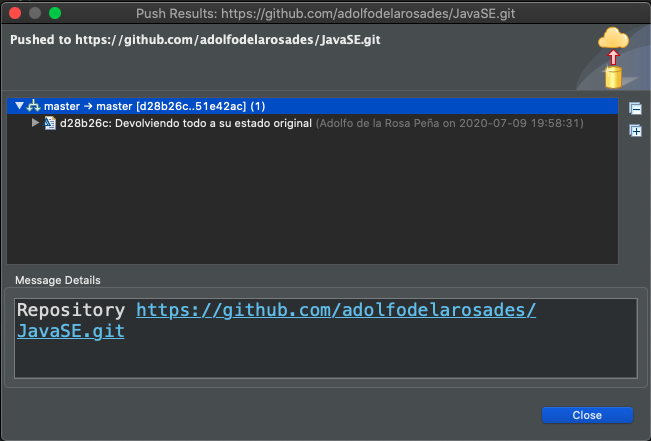 Push Results: https://github.com/adolfodelarosades/JavaSE.git
Pushed to https://github.com/adolfodelarosades/JavaSE.git
master → master [d28b26c..51e42ac] (1)
d28b26c: Devolviendo todo a su estado original (Adolfo de la Rosa Peña on 2020-07-09 19:58:31)
Message Details
Repository https://github.com/adolfodelarosades/
JavaSE.git
Close